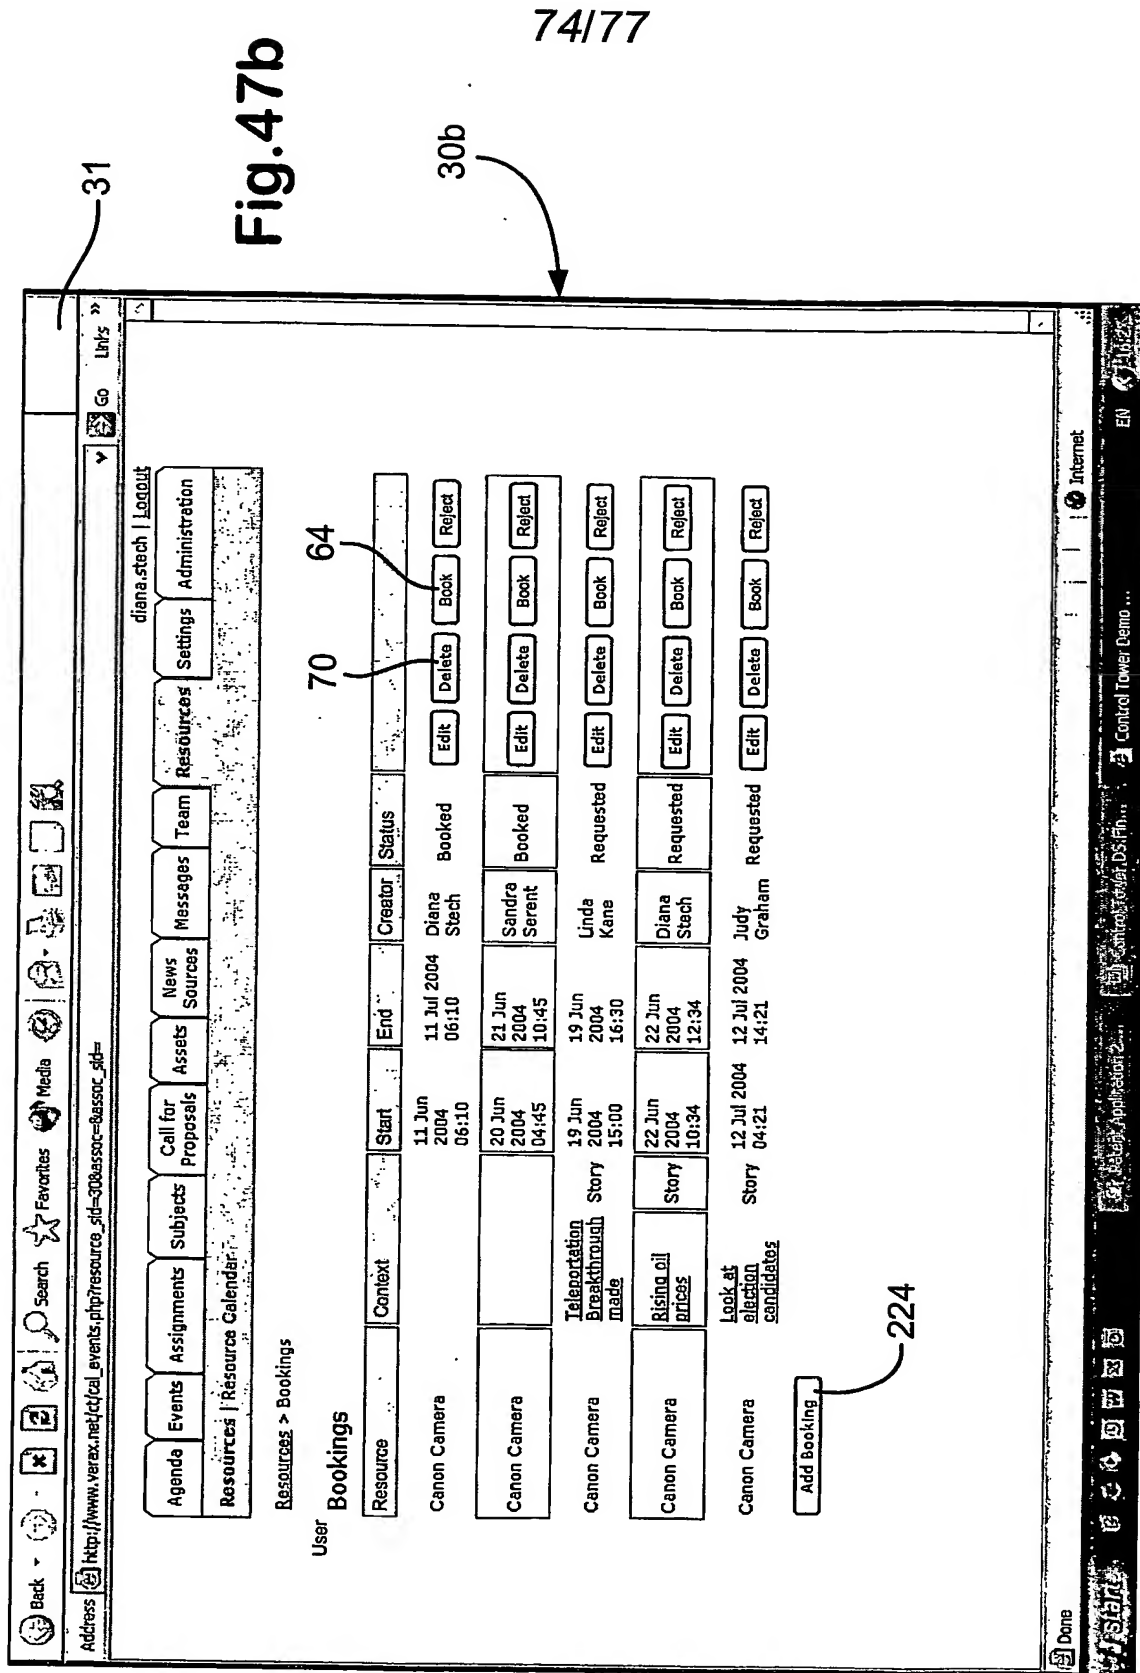 74/77
Fig.47b
31
30b
Back Search Favorites Media
Address http://www.verax.net/ct/cal_events.php?resource_sid=30&assoc=&assoc_sid= Go Links »
diana.stech | Logout
Agenda Events Assignments Subjects Call for Proposals Assets News Sources Messages Team Resources Settings Administration
Resources | Resource Calendar
Resources > Bookings
User
Bookings
70
64
Resource Context Start End Creator Status
Canon Camera 11 Jun 2004 06:10 11 Jul 2004 06:10 Diana Stech Booked Edit Delete Book Reject
Canon Camera 20 Jun 2004 04:45 21 Jun 2004 10:45 Sandra Serent Booked Edit Delete Book Reject
Canon Camera Teleportation Breakthrough made Story 19 Jun 2004 15:00 19 Jun 2004 16:30 Linda Kane Requested Edit Delete Book Reject
Canon Camera Rising oil prices Story 22 Jun 2004 10:34 22 Jun 2004 12:34 Diana Stech Requested Edit Delete Book Reject
Canon Camera Look at election candidates Story 12 Jul 2004 04:21 12 Jul 2004 14:21 Judy Graham Requested Edit Delete Book Reject
Add Booking
224
Done Internet
start Patent Application 2... Control Tower Demo ... EN